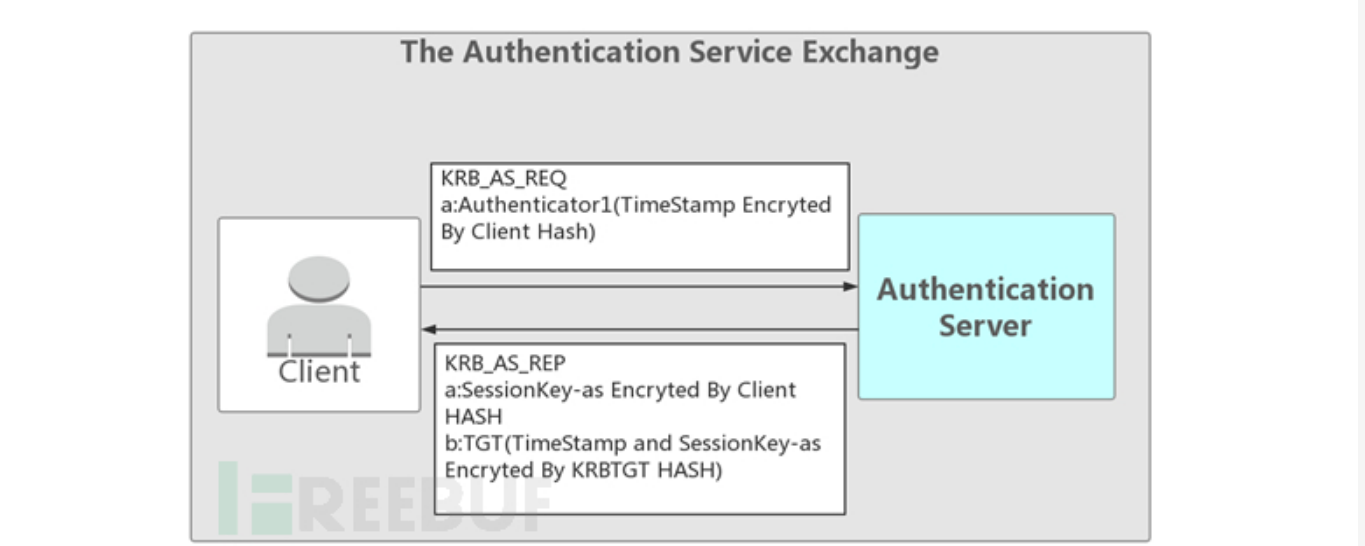 The Authentication Service Exchange
KRB_AS_REQ
a:Authenticator1(TimeStamp Encryted
By Client Hash)
Authentication
Server
Client
KRB_AS_REP
a:SessionKey-as Encryted By Client
HASH
b:TGT(TimeStamp and SessionKey-as
Encryted By KRBTGT HASH)
FREEBUF